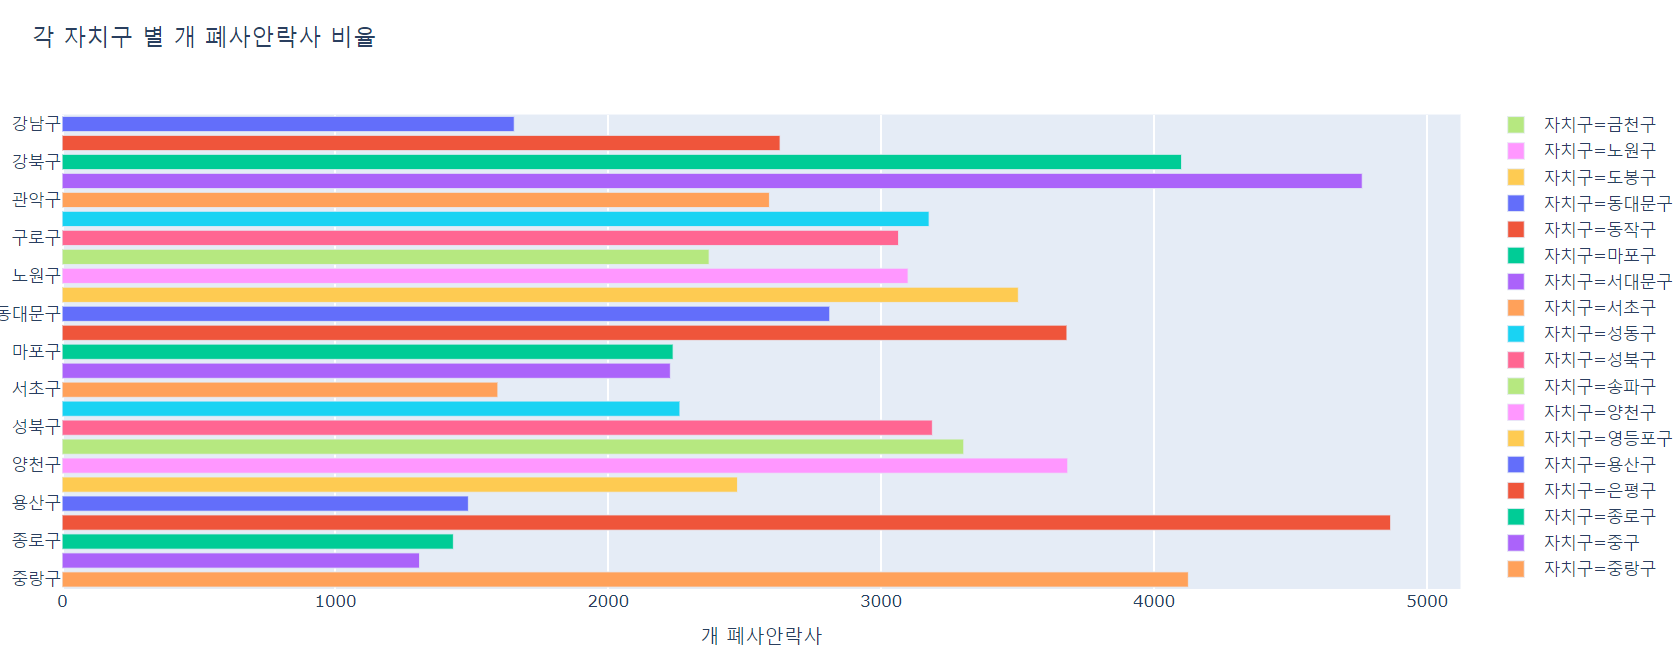 각 자치구 별 개 폐사안락사 비율
강남구
강북구
관악구
구로구
노원구
동대문구
마포구
서초구
성북구
양천구
용산구
종로구
중랑구
0 1000 2000 3000 4000 5000
개 폐사안락사
자치구=금천구
자치구=노원구
자치구=도봉구
자치구=동대문구
자치구=동작구
자치구=마포구
자치구=서대문구
자치구=서초구
자치구=성동구
자치구=성북구
자치구=송파구
자치구=양천구
자치구=영등포구
자치구=용산구
자치구=은평구
자치구=종로구
자치구=중구
자치구=중랑구